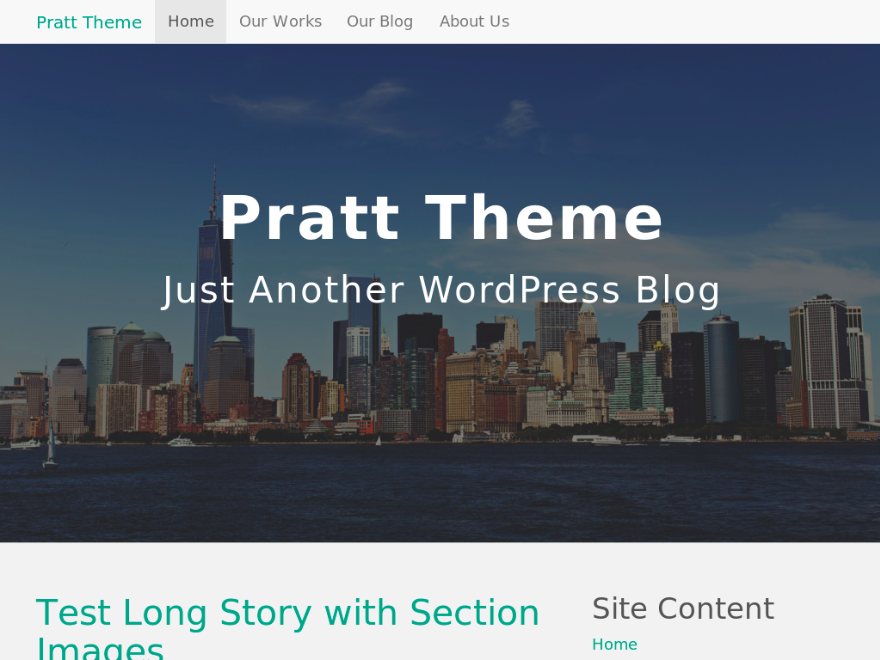 Pratt Theme
Home
Our Works
Our Blog
About Us
Pratt Theme
Just Another WordPress Blog
Test Long Story with Section
Images
Site Content
Home